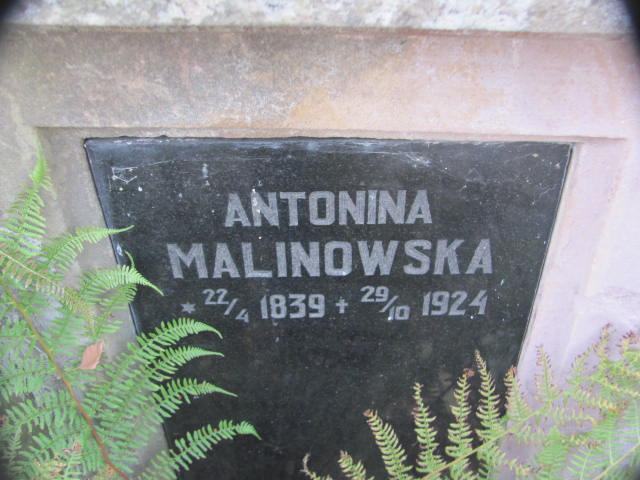 ANTONINA
MALINOWSKA
* 22/4 1839 + 29/10 1924